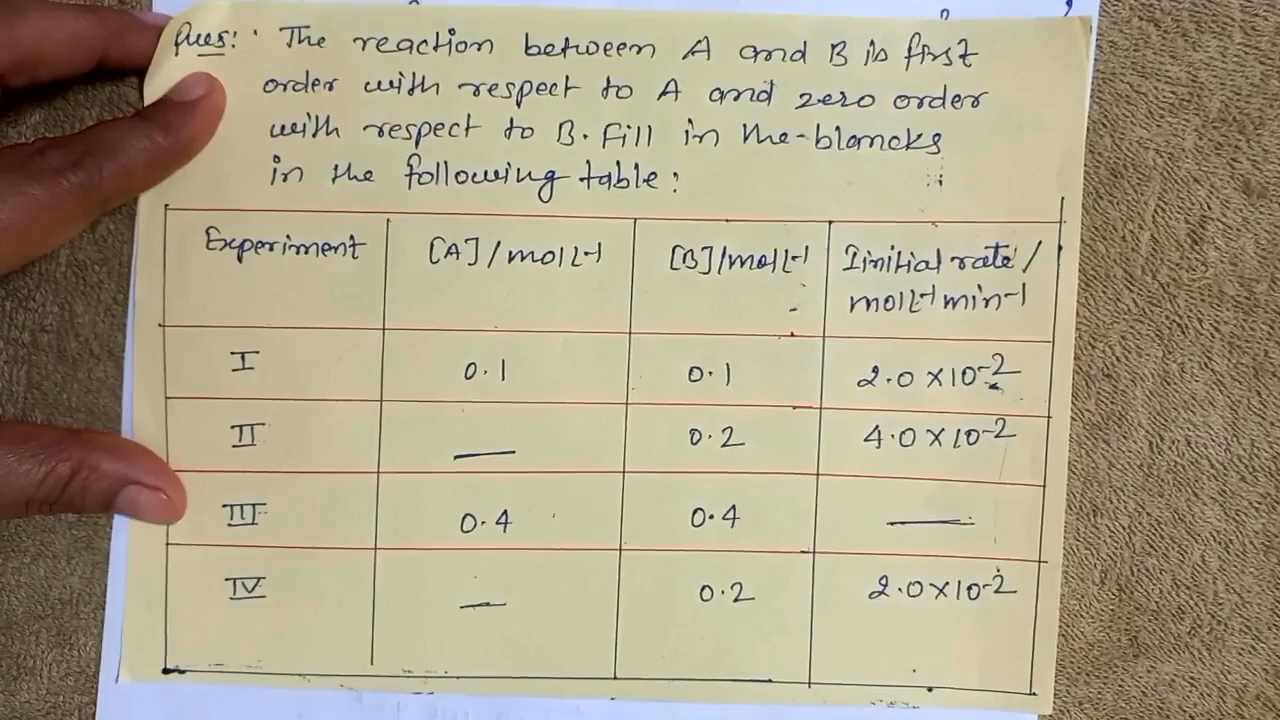 Ques: The reaction between A and B is first
order with respect to A and zero order
with respect to B. Fill in the-blancks
in the following table:
Experiment [A]/mol L-1 [B]/mol L-1 Iinitial rate/
mol L-1 min-1
I 0.1 0.1 2.0 X 10-2
II — 0.2 4.0 X 10-2
III 0.4 0.4 —
IV — 0.2 2.0 X 10-2